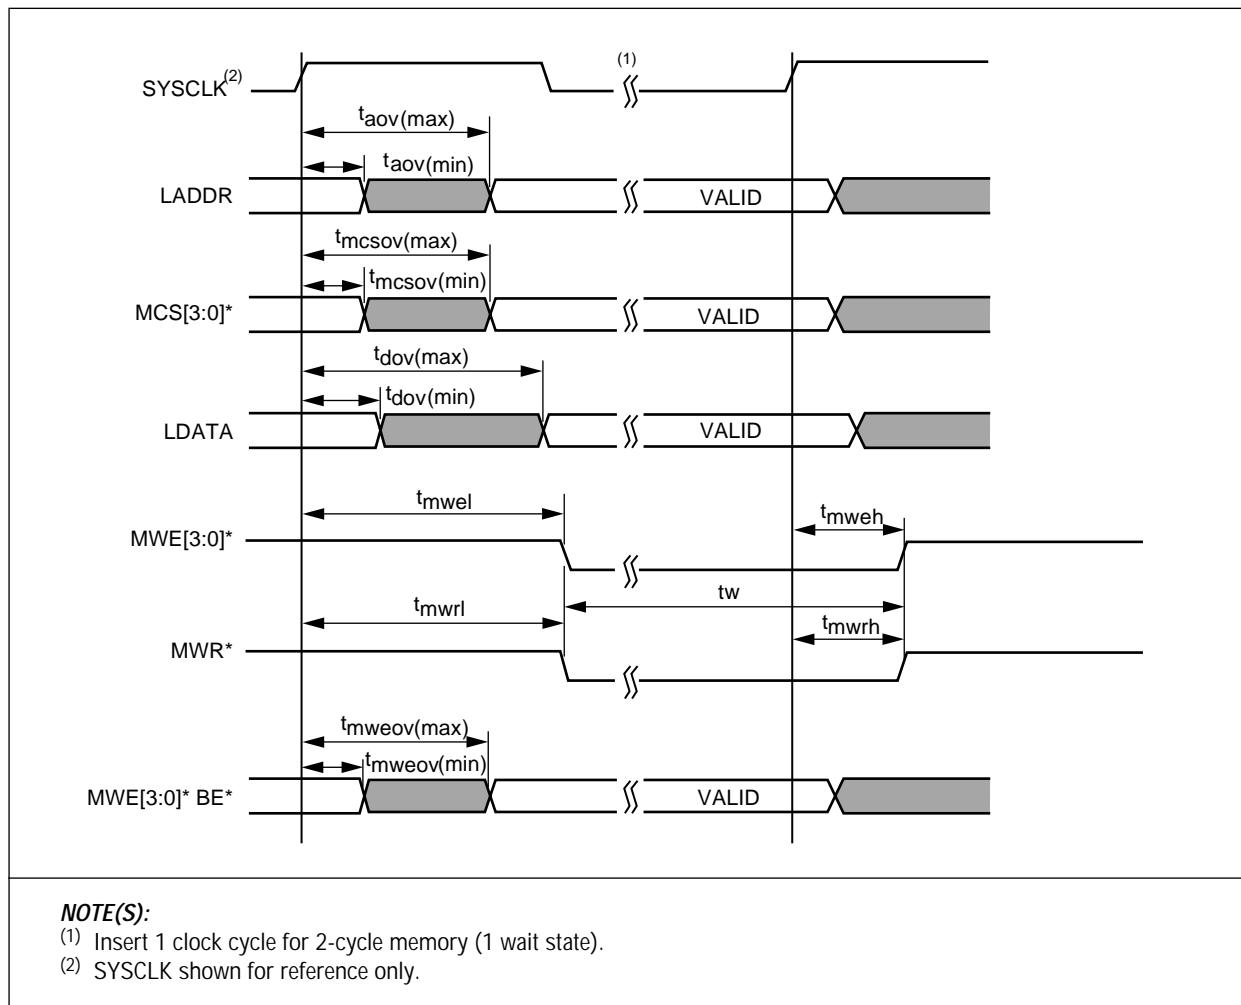 (1)
SYSCLK(2)
taov(max)
taov(min)
LADDR
VALID
tmcsov(max)
tmcsov(min)
MCS[3:0]*
VALID
tdov(max)
tdov(min)
LDATA
VALID
tmwel
tmweh
MWE[3:0]*
tw
tmwrl
tmwrh
MWR*
tmweov(max)
tmweov(min)
MWE[3:0]* BE*
VALID
NOTE(S):
(1) Insert 1 clock cycle for 2-cycle memory (1 wait state).
(2) SYSCLK shown for reference only.